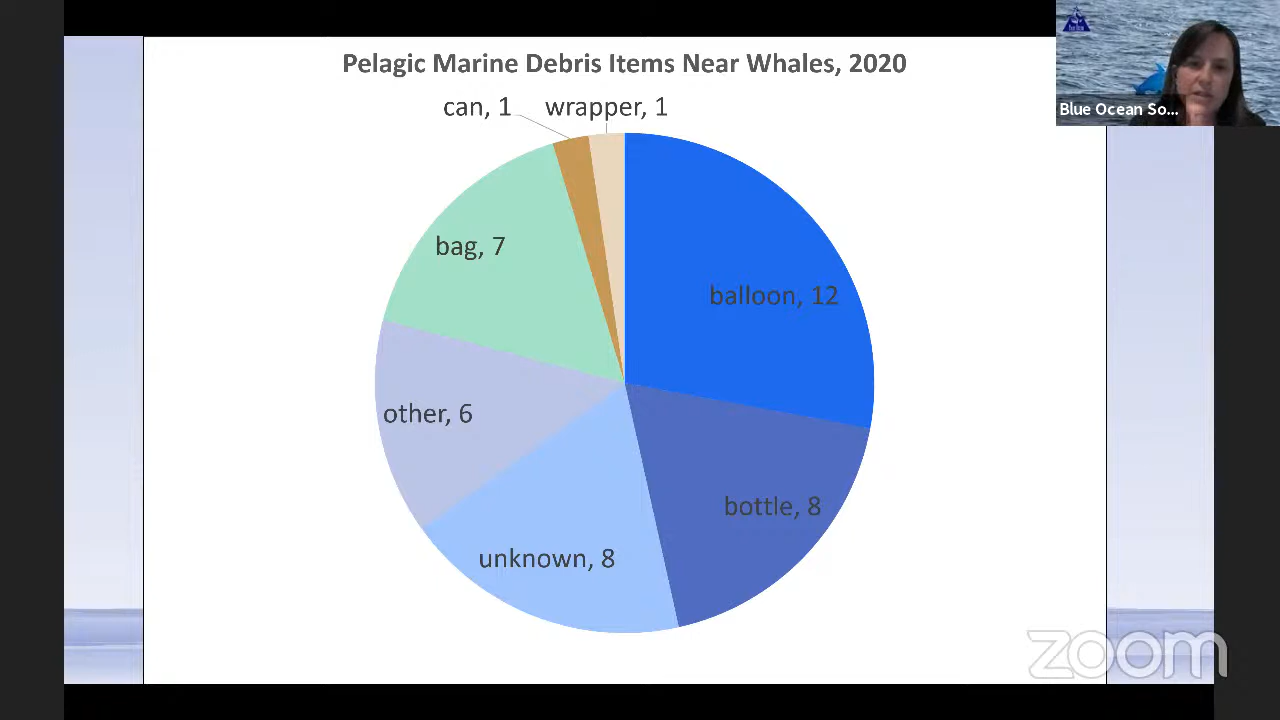 Pelagic Marine Debris Items Near Whales, 2020
can, 1
wrapper, 1
bag, 7
balloon, 12
other, 6
bottle, 8
unknown, 8
Blue Ocean So...
zoom